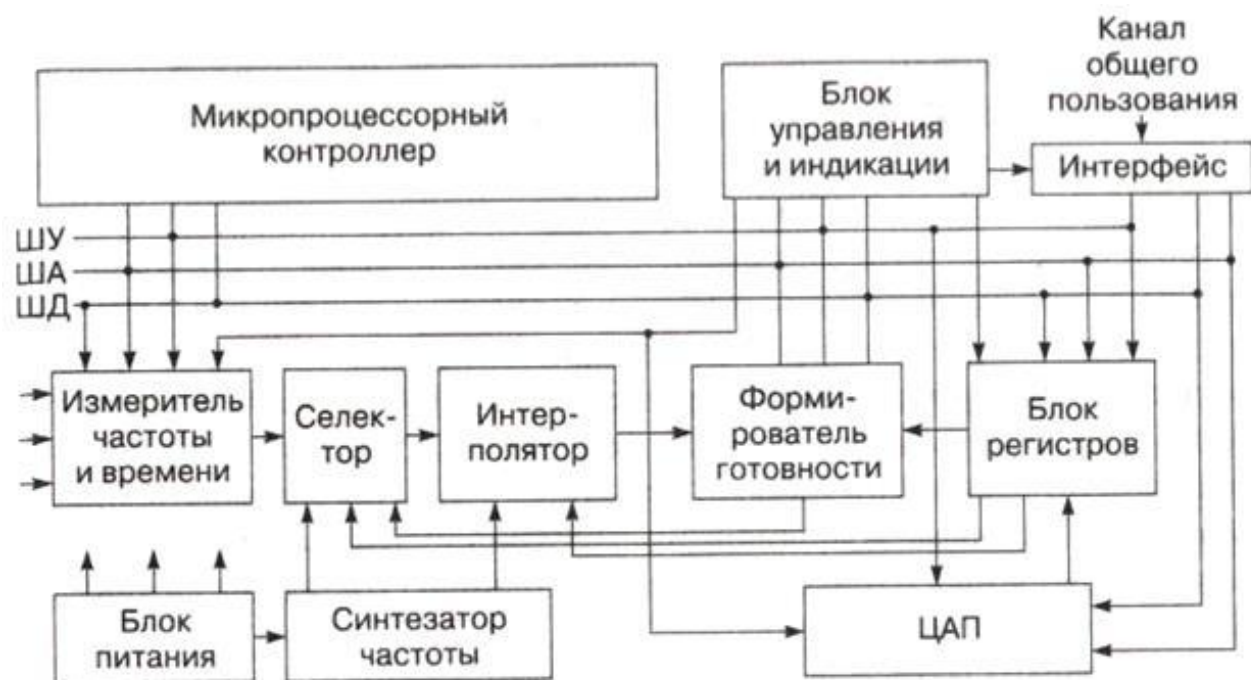 Микропроцессорный
контроллер
Блок
управления
и индикации
Канал
общего
пользования
Интерфейс
ШУ
ША
ШД
Измеритель
частоты
и времени
Селек-
тор
Интер-
полятор
Форми-
рователь
готовности
Блок
регистров
Блок
питания
Синтезатор
частоты
ЦАП